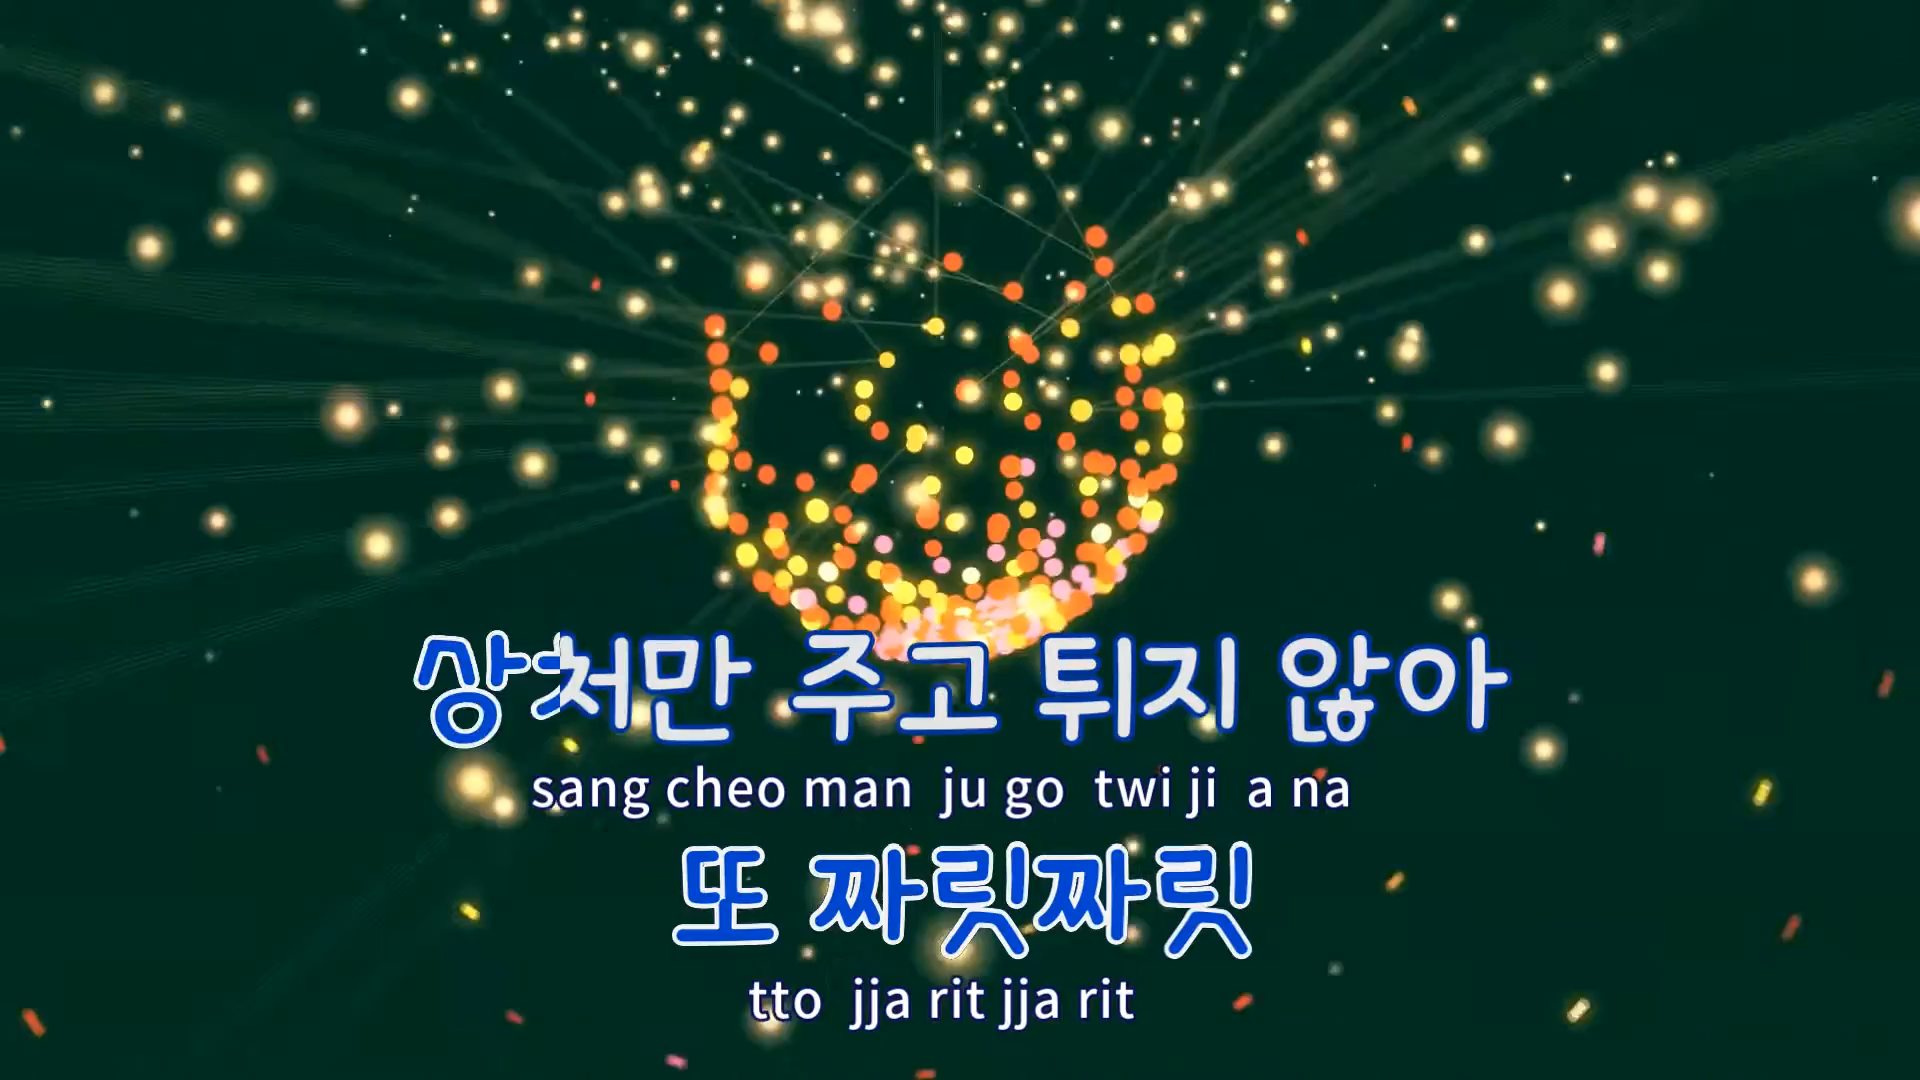 상처만 주고 튀지 않아
sang cheo man ju go twi ji a na
또 짜릿짜릿
tto jja rit jja rit